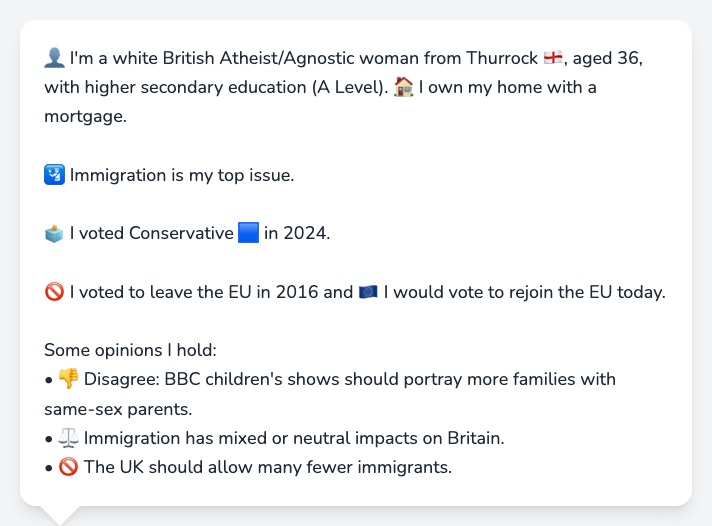 👤 I'm a white British Atheist/Agnostic woman from Thurrock 🏴󠁧󠁢󠁥󠁮󠁧󠁿, aged 36,
with higher secondary education (A Level). 🏠 I own my home with a
mortgage.
🛂 Immigration is my top issue.
🗳️ I voted Conservative 🟦 in 2024.
🚫 I voted to leave the EU in 2016 and 🇪🇺 I would vote to rejoin the EU today.
Some opinions I hold:
• 👎 Disagree: BBC children's shows should portray more families with
same-sex parents.
• ⚖️ Immigration has mixed or neutral impacts on Britain.
• 🚫 The UK should allow many fewer immigrants.